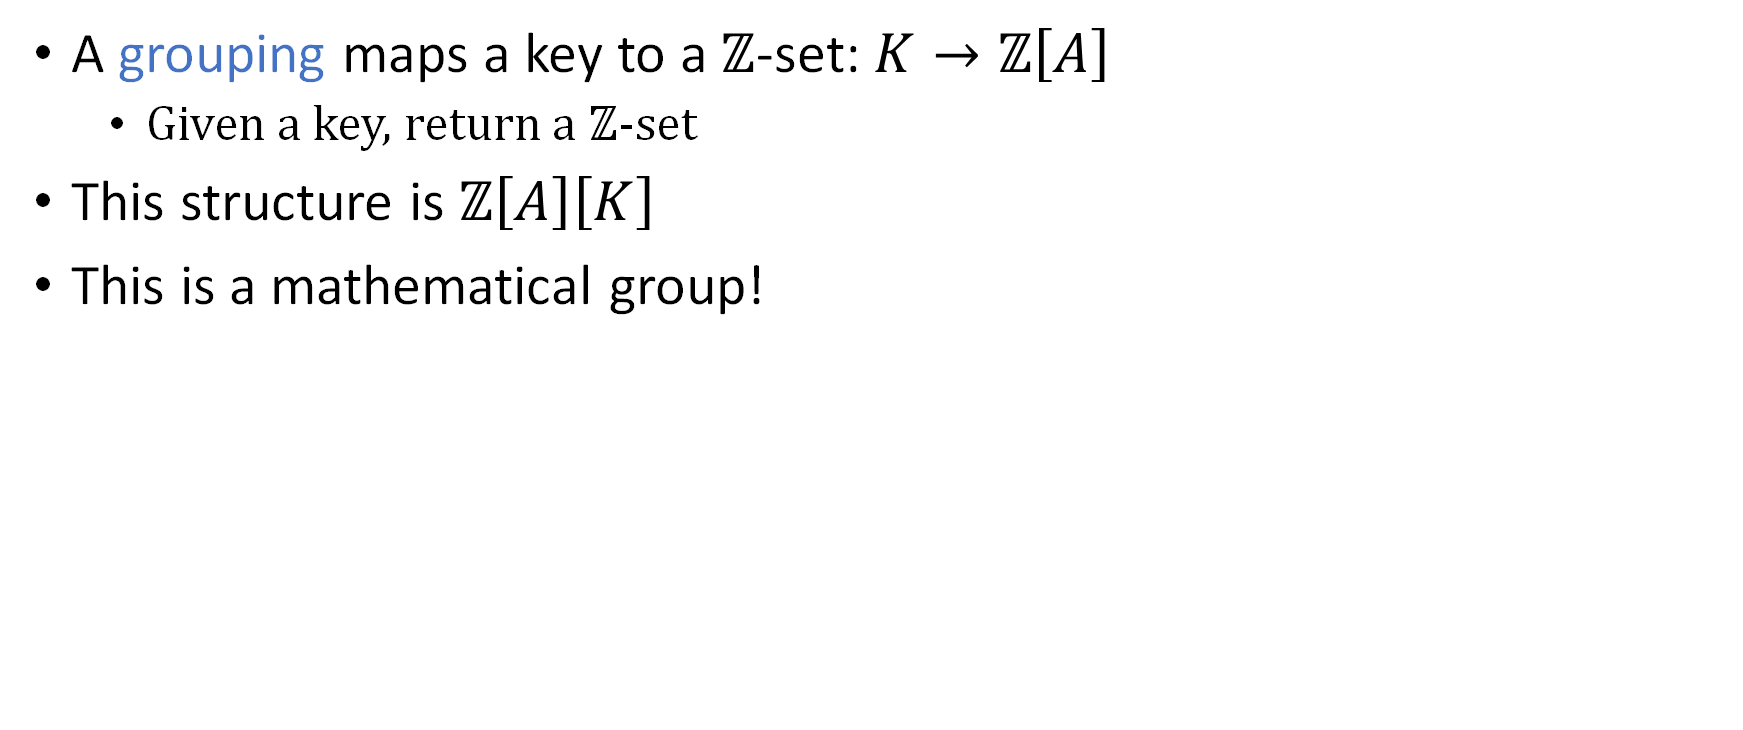 • A grouping maps a key to a ℤ-set: 𝐾 → ℤ[𝐴]
• Given a key, return a ℤ-set
• This structure is ℤ[𝐴][𝐾]
• This is a mathematical group!